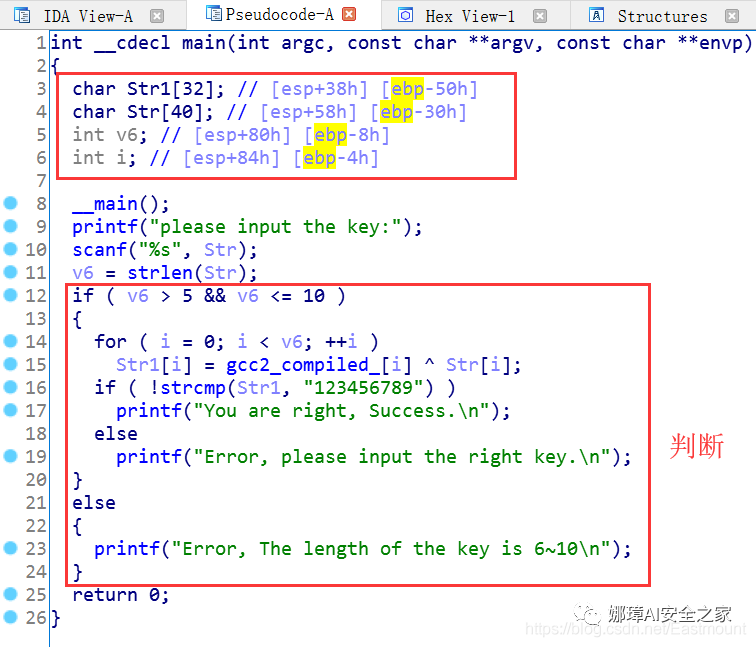 IDA View-A Pseudocode-A Hex View-1 Structures
1 int __cdecl main(int argc, const char **argv, const char **envp)
2 {
3 char Str1[32]; // [esp+38h] [ebp-50h]
4 char Str[40]; // [esp+58h] [ebp-30h]
5 int v6; // [esp+80h] [ebp-8h]
6 int i; // [esp+84h] [ebp-4h]
7
8 __main();
9 printf("please input the key:");
10 scanf("%s", Str);
11 v6 = strlen(Str);
12 if ( v6 > 5 && v6 <= 10 )
13 {
14 for ( i = 0; i < v6; ++i )
15 Str1[i] = gcc2_compiled_[i] ^ Str[i];
16 if ( !strcmp(Str1, "123456789") )
17 printf("You are right, Success.\n");
18 else
19 printf("Error, please input the right key.\n");
20 }
21 else
22 {
23 printf("Error, The length of the key is 6~10\n");
24 }
25 return 0;
26 }
判断
娜璋AI安全之家
https://blog.csdn.net/Eastmount